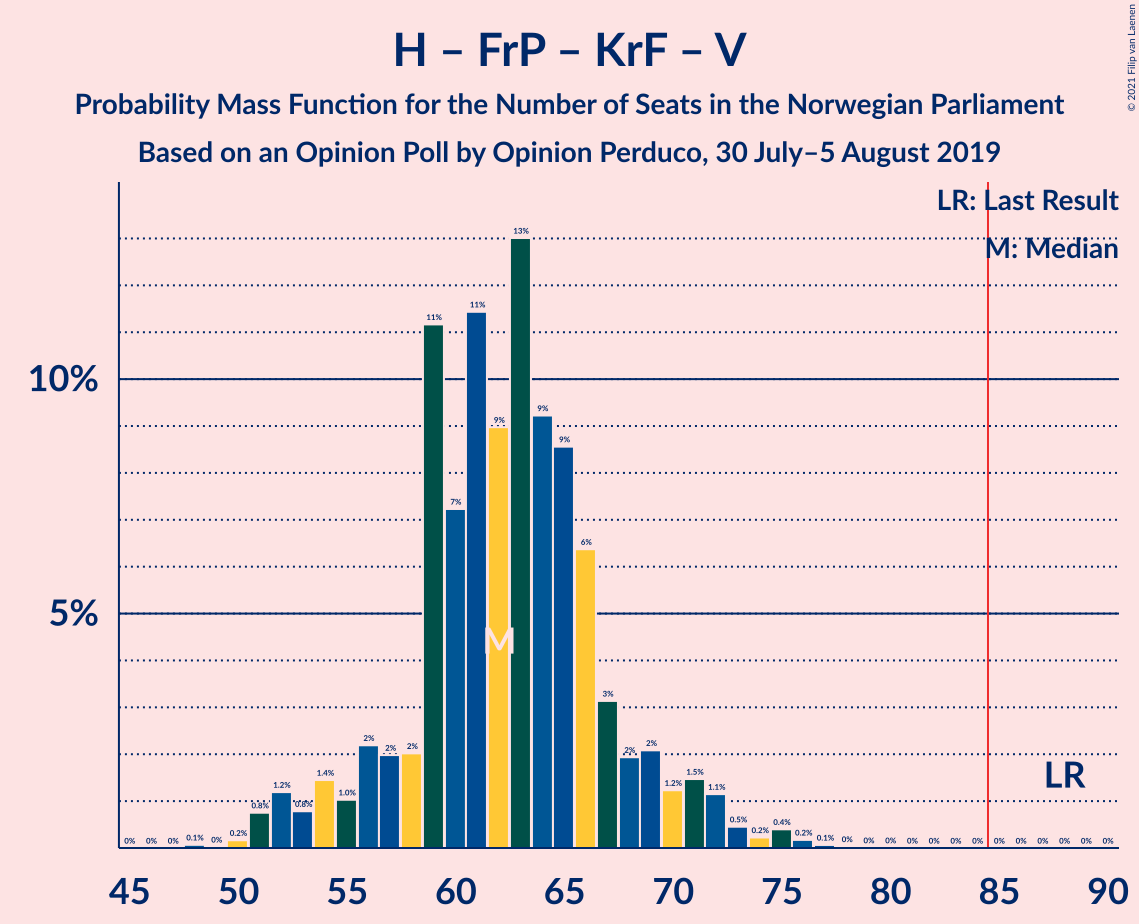 H – FrP – KrF – V
Probability Mass Function for the Number of Seats in the Norwegian Parliament
Based on an Opinion Poll by Opinion Perduco, 30 July–5 August 2019
© 2021 Filip van Laenen
LR: Last Result
M: Median
10%
5%
0% 0% 0% 0.1% 0% 0.2% 0.8% 1.2% 0.8% 1.4% 1.0% 2% 2% 2% 11% 7% 11% 9% 13% 9% 9% 6% 3% 2% 2% 1.2% 1.5% 1.1% 0.5% 0.2% 0.4% 0.2% 0.1% 0% 0% 0% 0% 0% 0% 0% 0% 0% 0% 0% 0% 0%
M
LR
45 50 55 60 65 70 75 80 85 90